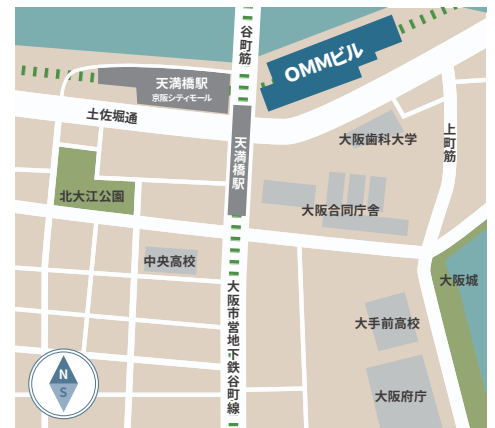 谷町筋
OMMビル
天満橋駅
京阪シティモール
土佐堀通
大阪歯科大学
上町筋
天満橋駅
北大江公園
大阪合同庁舎
中央高校
大阪城
大阪市営地下鉄谷町線
大手前高校
大阪府庁
N
S